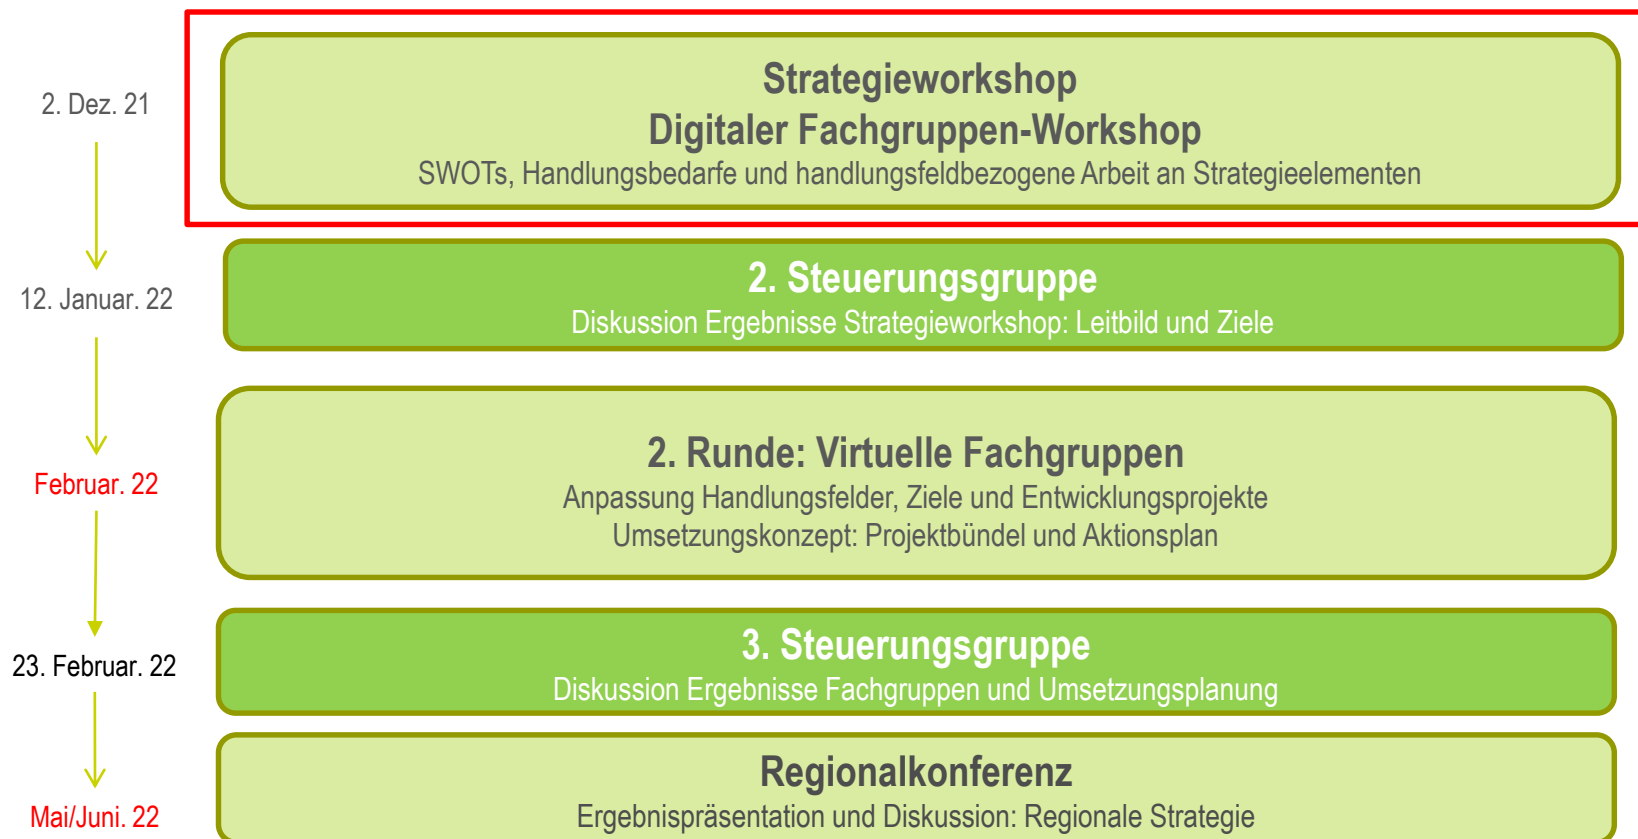 2. Dez. 21
Strategieworkshop
Digitaler Fachgruppen-Workshop
SWOTs, Handlungsbedarfe und handlungsfeldbezogene Arbeit an Strategieelementen
12. Januar. 22
2. Steuerungsgruppe
Diskussion Ergebnisse Strategieworkshop: Leitbild und Ziele
Februar. 22
2. Runde: Virtuelle Fachgruppen
Anpassung Handlungsfelder, Ziele und Entwicklungsprojekte
Umsetzungskonzept: Projektbündel und Aktionsplan
23. Februar. 22
3. Steuerungsgruppe
Diskussion Ergebnisse Fachgruppen und Umsetzungsplanung
Mai/Juni. 22
Regionalkonferenz
Ergebnispräsentation und Diskussion: Regionale Strategie